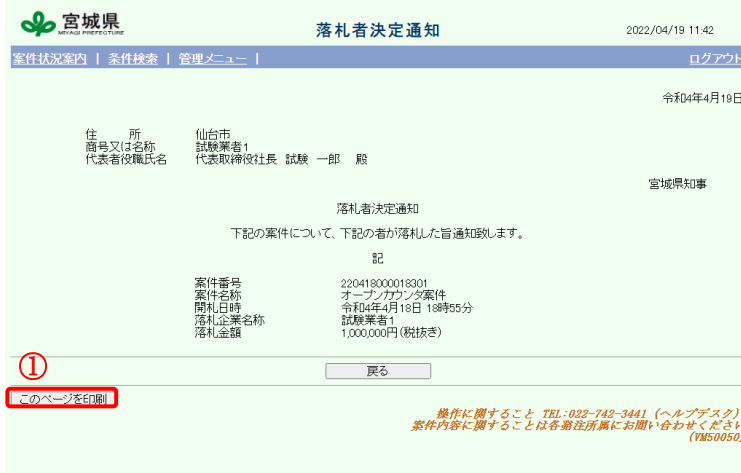 宮城県
MIYAGI PREFECTURE
落札者決定通知
2022/04/19 11:42
案件状況案内 | 条件検索 | 管理メニュー |
ログアウト
令和4年4月19日
住 所 仙台市
商号又は名称 試験業者1
代表者役職氏名 代表取締役社長 試験 一郎 殿
宮城県知事
落札者決定通知
下記の案件について、下記の者が落札した旨通知致します。
記
案件番号 220418000018301
案件名称 オープンカウンタ案件
開札日時 令和4年4月18日 18時55分
落札企業名称 試験業者1
落札金額 1,000,000円(税抜き)
①
戻る
このページを印刷
操作に関すること TEL:022-742-3441 (ヘルプデスク)
案件内容に関することは各発注所属にお問い合わせください
(VM50050)